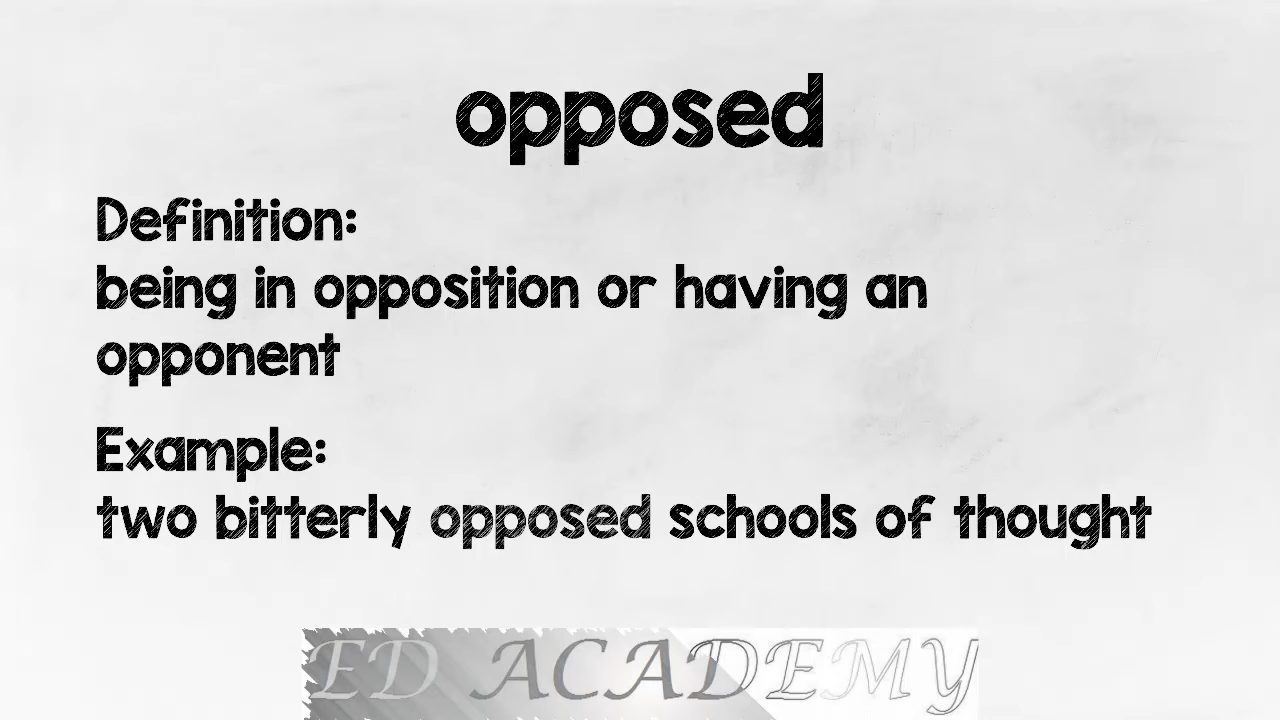 opposed
Definition:
being in opposition or having an
opponent
Example:
two bitterly opposed schools of thought
ED ACADEMY